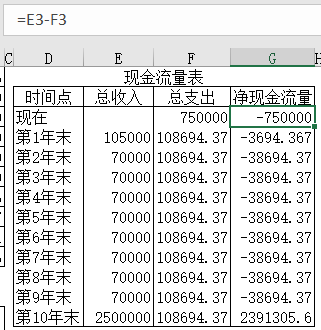 =E3-F3
C D E F G H
现金流量表
时间点 总收入 总支出 净现金流量
现在 750000 -750000
第1年末 105000 108694.37 -3694.367
第2年末 70000 108694.37 -38694.37
第3年末 70000 108694.37 -38694.37
第4年末 70000 108694.37 -38694.37
第5年末 70000 108694.37 -38694.37
第6年末 70000 108694.37 -38694.37
第7年末 70000 108694.37 -38694.37
第8年末 70000 108694.37 -38694.37
第9年末 70000 108694.37 -38694.37
第10年末 2500000 108694.37 2391305.6